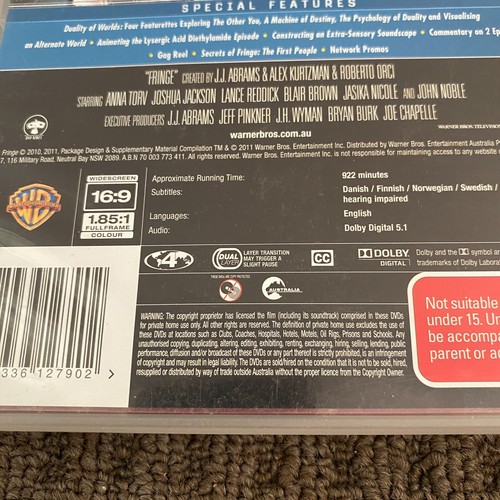 SPECIAL FEATURES
Duality of Worlds: Four Featurettes Exploring The Other You, A Machine of Destiny, The Psychology of Duality and Visualising
an Alternate World • Animating the Lysergic Acid Diethylamide Episode • Constructing an Extra-Sensory Soundscape • Commentary on 2 Ep
• Gag Reel • Secrets of Fringe: The First People • Network Promos
"FRINGE" CREATED BY J.J. ABRAMS & ALEX KURTZMAN & ROBERTO ORCI
STARRING ANNA TORV JOSHUA JACKSON LANCE REDDICK BLAIR BROWN JASIKA NICOLE AND JOHN NOBLE
EXECUTIVE PRODUCERS J.J. ABRAMS JEFF PINKNER J.H. WYMAN BRYAN BURK JOE CHAPELLE
warnerbros.com.au
WARNER BROS. TELEVISION
Fringe © 2010, 2011, Package Design & Supplementary Material Compilation TM & © 2011 Warner Bros. Entertainment Inc. Distributed by Warner Bros. Entertainment Australia P
7, 116 Military Road, Neutral Bay NSW 2089. A.B.N 70 003 773 411. All rights reserved. Warner Bros. Entertainment Inc. is not responsible for maintaining access to any website
WB
WIDESCREEN
16:9
1.85:1
FULLFRAME
COLOUR
Approximate Running Time: 922 minutes
Subtitles: Danish / Finnish / Norwegian / Swedish /
hearing impaired
Languages: English
Audio: Dolby Digital 5.1
4
DUAL LAYER
LAYER TRANSITION
MAY TRIGGER A
SLIGHT PAUSE
CC
DOLBY
DIGITAL
Dolby and the symbol ar
trademarks of Dolby Laborat
THESE DISCS ARE COPY PROTECTED
AUSTRALIA
WARNING: The copyright proprietor has licensed the film (including its soundtrack) comprised in these DVDs
for private home use only. All other rights are reserved. The definition of private home use excludes the use of
these DVDs at locations such as Clubs, Coaches, Hospitals, Hotels, Motels, Oil Rigs, Prisons and Schools. Any
unauthorised copying, duplicating, altering, editing, exhibiting, renting, exchanging, hiring, selling, lending, public
performance, diffusion and/or broadcast of these DVDs or any part thereof is strictly prohibited, is an infringement
of copyright and may result in legal liability. The DVDs are sold/hired on the condition that it is not to be sold, hired,
resupplied or distributed by way of trade outside Australia without the proper licence from the Copyright Owner.
Not suitable
under 15. Un
be accompa
parent or ad
336 127902 >